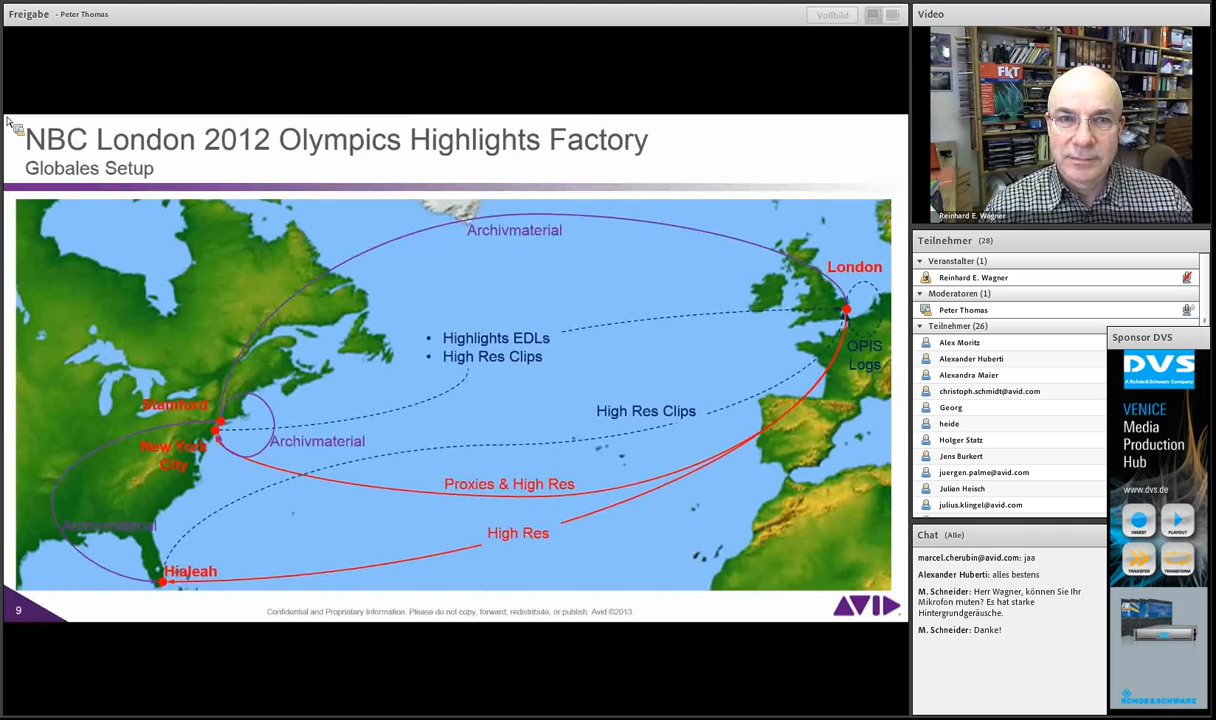 Freigabe - Peter Thomas
Vollbild
NBC London 2012 Olympics Highlights Factory
Globales Setup
Archivmaterial
London
• Highlights EDLs
• High Res Clips
OPIS
Logs
Stamford
High Res Clips
New York
City
Archivmaterial
Proxies & High Res
Archivmaterial
High Res
Hialeah
9
Confidential and Proprietary Information. Please do not copy, forward, redistribute, or publish. Avid ©2013.
AVID
Video
FKT
Reinhard E. Wagner
Teilnehmer (28)
Veranstalter (1)
Reinhard E. Wagner
Moderatoren (1)
Peter Thomas
Teilnehmer (26)
Alex Moritz
Alexander Huberti
Alexandra Maier
christoph.schmidt@avid.com
Georg
heide
Holger Statz
Jens Burkert
juergen.palme@avid.com
Julian Heisch
julius.klingel@avid.com
Sponsor DVS
DVS
A Rohde&Schwarz Company
VENICE
Media
Production
Hub
www.dvs.de
INGEST
PLAYOUT
TRANSFER
TRANSFORM
ROHDE&SCHWARZ
Chat (Alle)
marcel.cherubin@avid.com: jaa
Alexander Huberti: alles bestens
M. Schneider: Herr Wagner, können Sie Ihr
Mikrofon muten? Es hat starke
Hintergrundgeräusche.
M. Schneider: Danke!